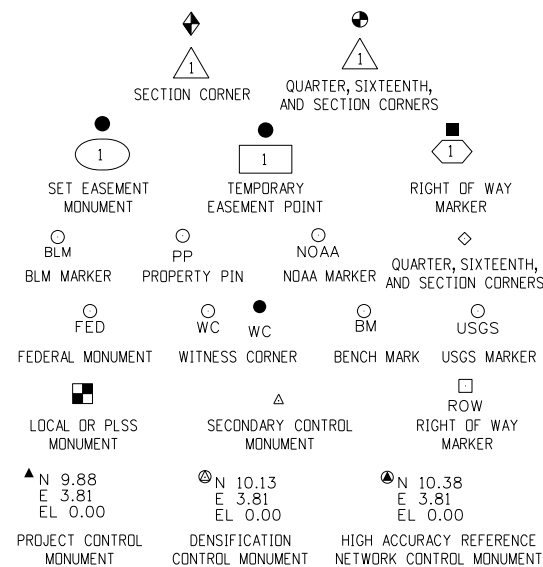 1
SECTION CORNER
1
QUARTER, SIXTEENTH,
AND SECTION CORNERS
1
SET EASEMENT
MONUMENT
1
TEMPORARY
EASEMENT POINT
1
RIGHT OF WAY
MARKER
BLM
BLM MARKER
PP
PROPERTY PIN
NOAA
NOAA MARKER
QUARTER, SIXTEENTH,
AND SECTION CORNERS
FED
FEDERAL MONUMENT
WC WC
WITNESS CORNER
BM
BENCH MARK
USGS
USGS MARKER
LOCAL OR PLSS
MONUMENT
SECONDARY CONTROL
MONUMENT
ROW
RIGHT OF WAY
MARKER
N 9.88
E 3.81
EL 0.00
PROJECT CONTROL
MONUMENT
N 10.13
E 3.81
EL 0.00
DENSIFICATION
CONTROL MONUMENT
N 10.38
E 3.81
EL 0.00
HIGH ACCURACY REFERENCE
NETWORK CONTROL MONUMENT